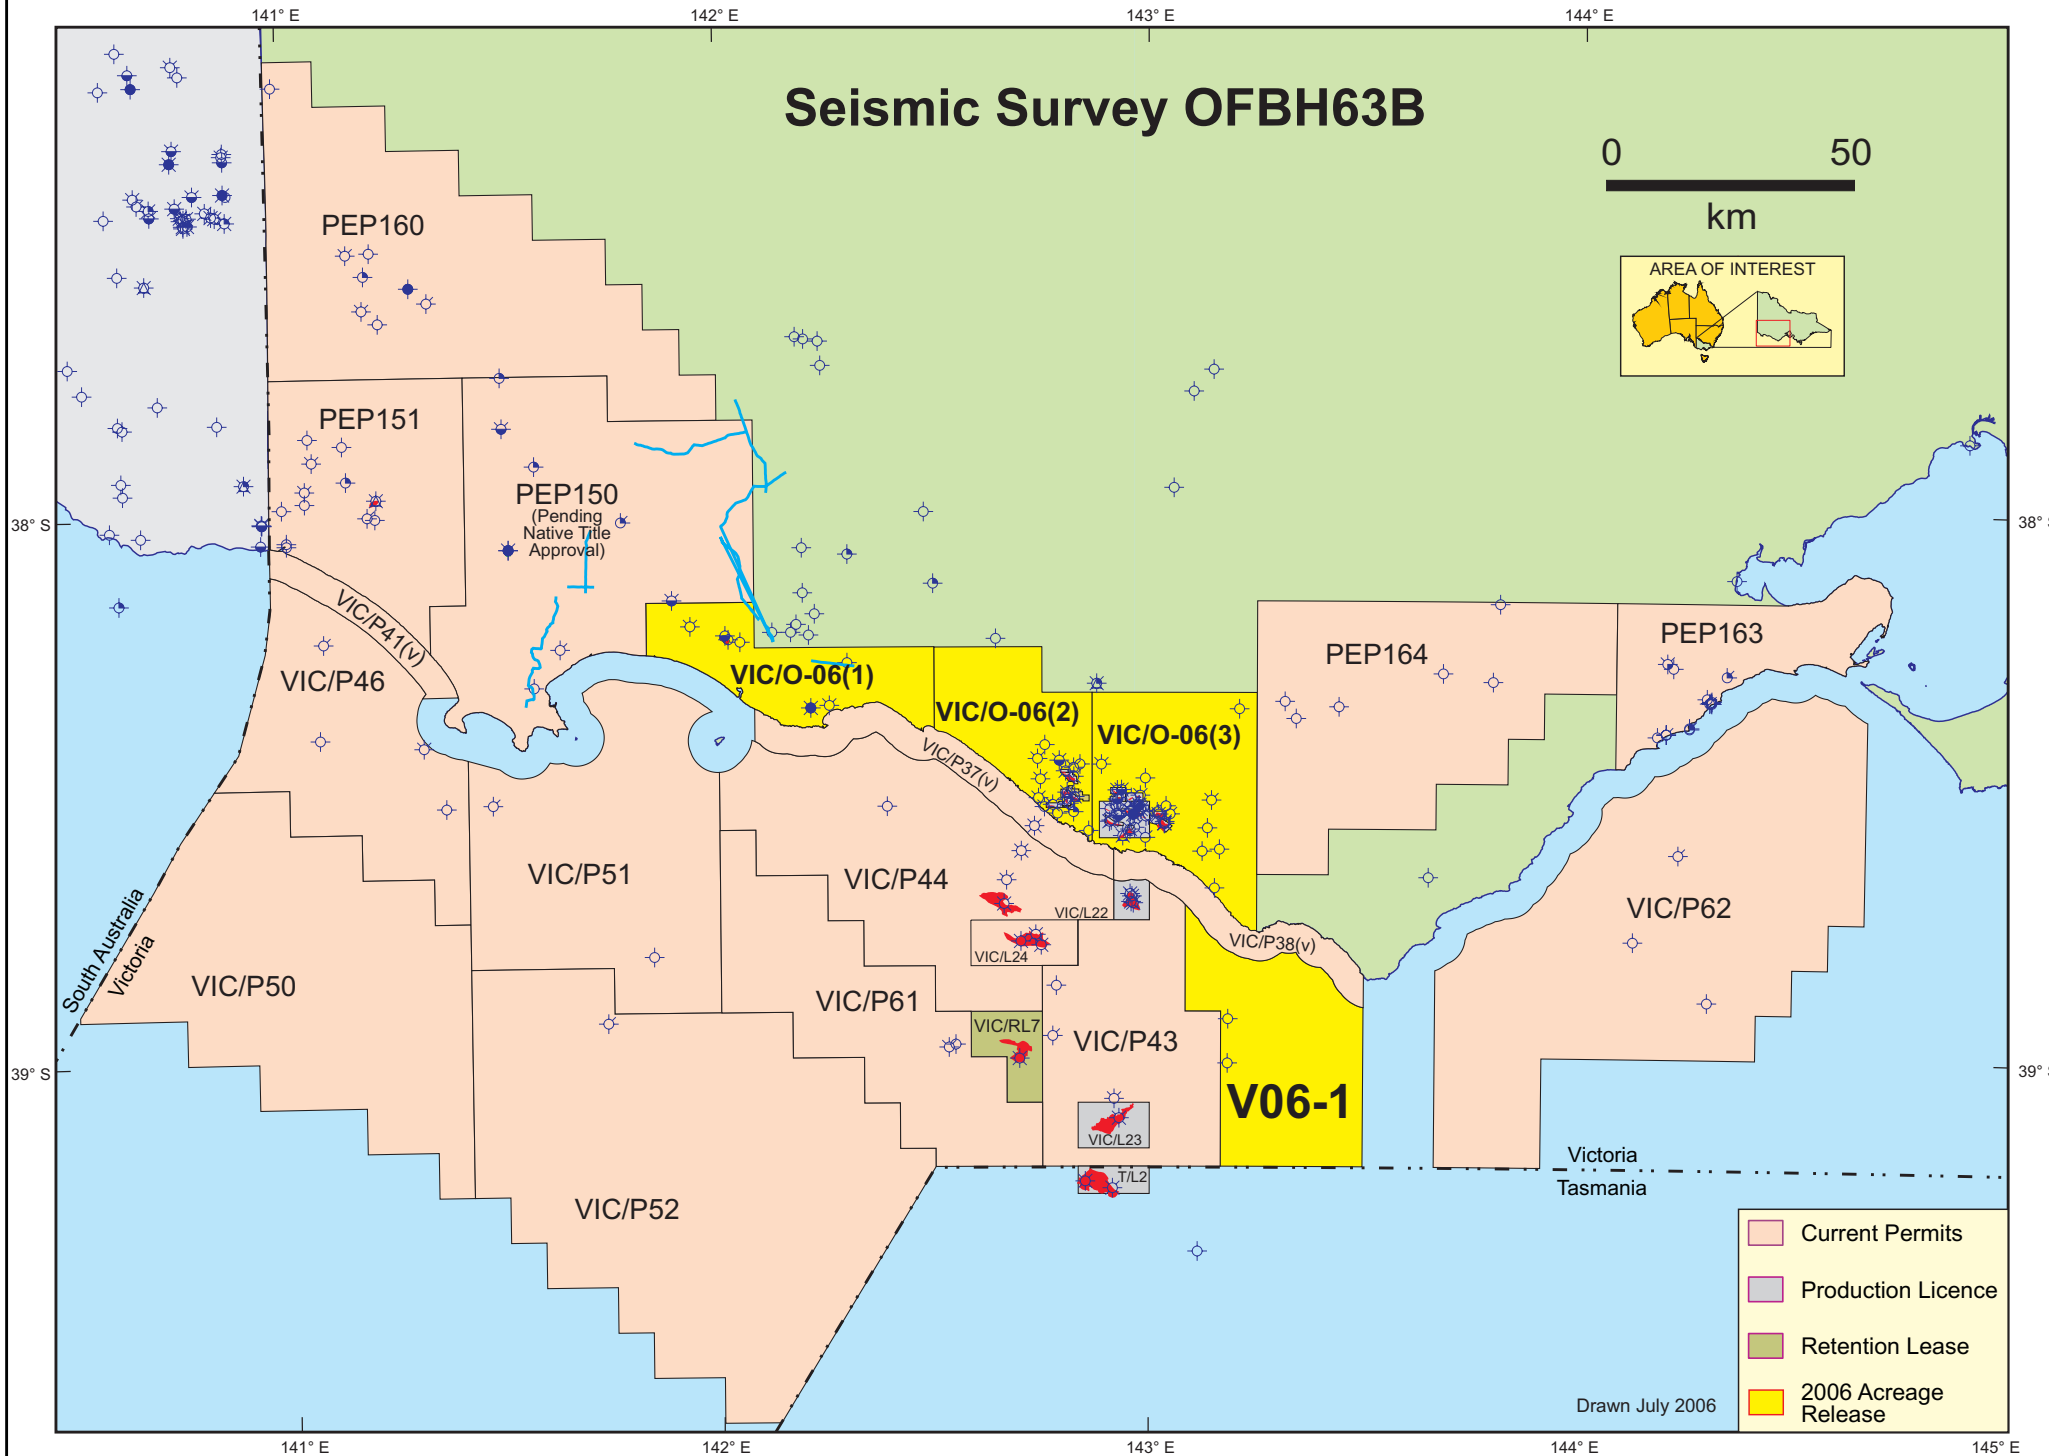 141° E
142° E
143° E
144° E
Seismic Survey OFBH63B
0
50
km
AREA OF INTEREST
PEP160
PEP151
PEP150
(Pending
Native Title
Approval)
38° S
38° S
VIC/P41(v)
VIC/P46
PEP164
PEP163
VIC/O-06(1)
VIC/O-06(2)
VIC/O-06(3)
VIC/P37(v)
VIC/P51
VIC/P44
VIC/L22
VIC/P62
VIC/P38(v)
VIC/L24
South Australia
Victoria
VIC/P50
VIC/P61
VIC/RL7
VIC/P43
39° S
39° S
V06-1
VIC/L23
T/L2
Victoria
Tasmania
VIC/P52
Current Permits
Production Licence
Retention Lease
2006 Acreage
Release
Drawn July 2006
141° E
142° E
143° E
144° E
145° E